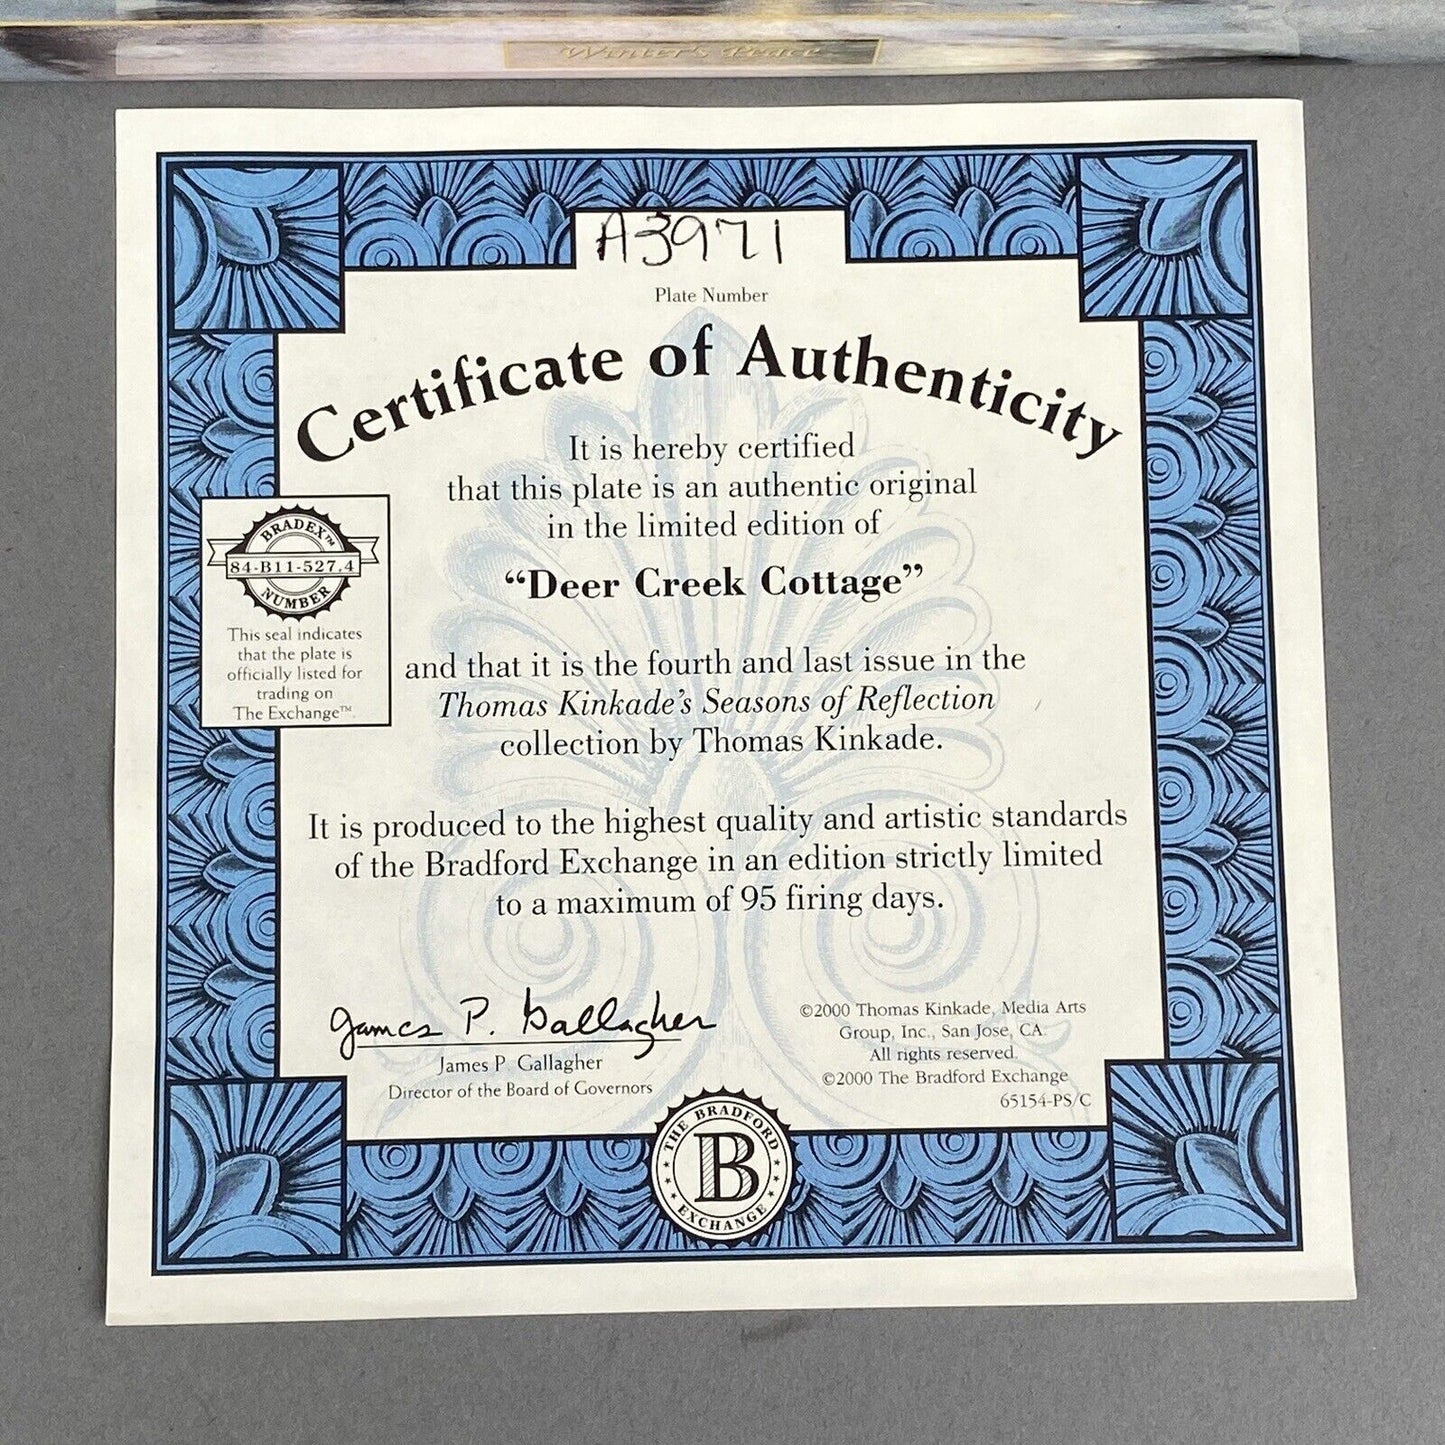 Winter's Peace
A3971
Plate Number
Certificate of Authenticity
It is hereby certified
that this plate is an authentic original
in the limited edition of
“Deer Creek Cottage”
and that it is the fourth and last issue in the
Thomas Kinkade's Seasons of Reflection
collection by Thomas Kinkade.
It is produced to the highest quality and artistic standards
of the Bradford Exchange in an edition strictly limited
to a maximum of 95 firing days.
BRADEX™
84-B11-527.4
NUMBER
This seal indicates
that the plate is
officially listed for
trading on
The Exchange™
James P. Gallagher
James P. Gallagher
Director of the Board of Governors
©2000 Thomas Kinkade, Media Arts
Group, Inc., San Jose, CA.
All rights reserved.
©2000 The Bradford Exchange
65154-PS/C
THE BRADFORD
B
EXCHANGE